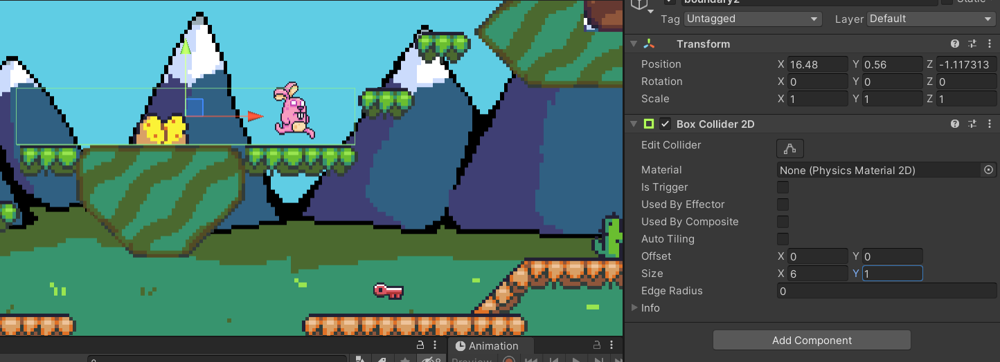 boundary2
Static
Tag Untagged Layer Default
Transform
Position X 16.48 Y 0.56 Z -1.117313
Rotation X 0 Y 0 Z 0
Scale X 1 Y 1 Z 1
Box Collider 2D
Edit Collider
Material None (Physics Material 2D)
Is Trigger
Used By Effector
Used By Composite
Auto Tiling
Offset X 0 Y 0
Size X 6 Y 1
Edge Radius 0
Info
Add Component
Animation
8
Preview